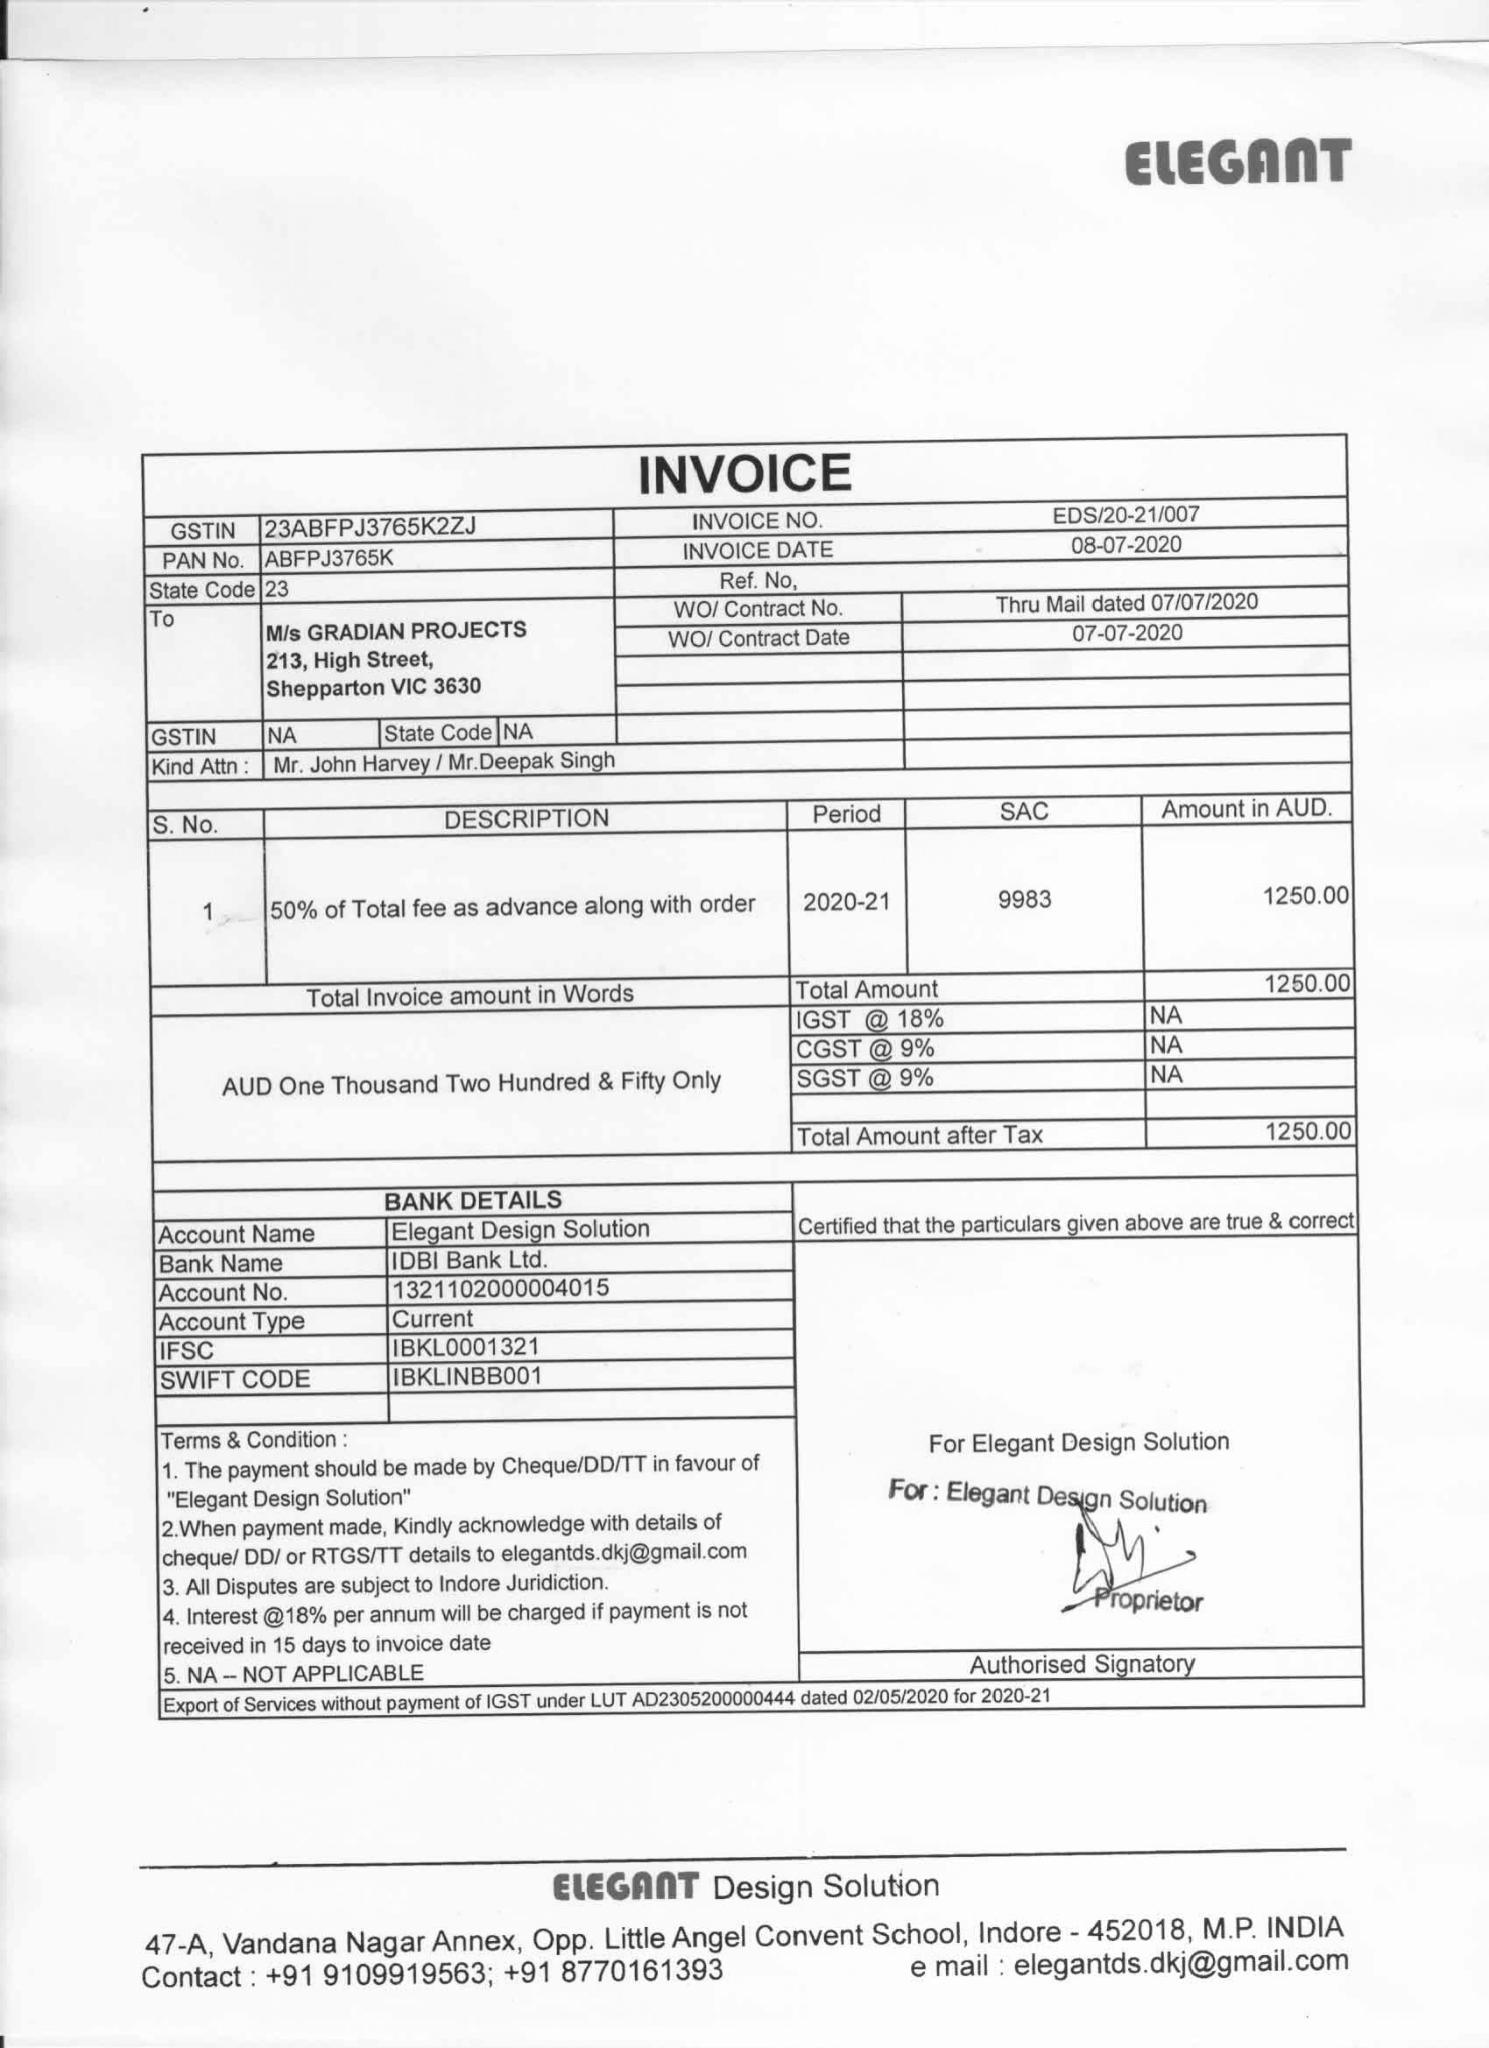 ELEGANT
INVOICE
GSTIN 23ABFPJ3765K2ZJ INVOICE NO. EDS/20-21/007
PAN No. ABFPJ3765K INVOICE DATE 08-07-2020
State Code 23 Ref. No,
To WO/ Contract No. Thru Mail dated 07/07/2020
M/s GRADIAN PROJECTS WO/ Contract Date 07-07-2020
213, High Street,
Shepparton VIC 3630
GSTIN NA State Code NA
Kind Attn : Mr. John Harvey / Mr.Deepak Singh
S. No. DESCRIPTION Period SAC Amount in AUD.
1 50% of Total fee as advance along with order 2020-21 9983 1250.00
Total Invoice amount in Words Total Amount 1250.00
IGST @ 18% NA
CGST @ 9% NA
AUD One Thousand Two Hundred & Fifty Only SGST @ 9% NA
Total Amount after Tax 1250.00
BANK DETAILS
Account Name Elegant Design Solution Certified that the particulars given above are true & correct
Bank Name IDBI Bank Ltd.
Account No. 1321102000004015
Account Type Current
IFSC IBKL0001321
SWIFT CODE IBKLINBB001
Terms & Condition :
1. The payment should be made by Cheque/DD/TT in favour of
"Elegant Design Solution"
2.When payment made, Kindly acknowledge with details of
cheque/ DD/ or RTGS/TT details to elegantds.dkj@gmail.com
3. All Disputes are subject to Indore Juridiction.
4. Interest @18% per annum will be charged if payment is not
received in 15 days to invoice date
5. NA -- NOT APPLICABLE
For Elegant Design Solution
For : Elegant Design Solution
Proprietor
Authorised Signatory
Export of Services without payment of IGST under LUT AD2305200000444 dated 02/05/2020 for 2020-21
ELEGANT Design Solution
47-A, Vandana Nagar Annex, Opp. Little Angel Convent School, Indore - 452018, M.P. INDIA
Contact : +91 9109919563; +91 8770161393 e mail : elegantds.dkj@gmail.com